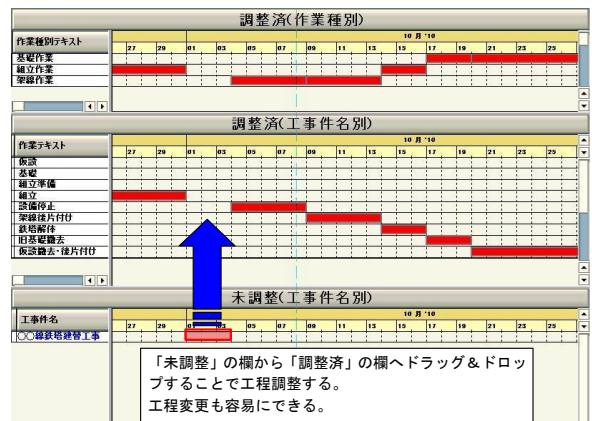 調整済(作業種別)
作業種別テキスト
10 月 '10
27 29 01 03 05 07 09 11 13 15 17 19 21 23 25
基礎作業
組立作業
架線作業
調整済(工事件名別)
作業テキスト
10 月 '10
27 29 01 03 05 07 09 11 13 15 17 19 21 23 25
仮設
基礎
組立準備
組立
設備停止
架線後片付け
鉄塔解体
旧基礎撤去
仮設撤去・後片付け
未調整(工事件名別)
工事件名
10 月 '10
27 29 01 03 05 07 09 11 13 15 17 19 21 23 25
○○線鉄塔建替工事
「未調整」の欄から「調整済」の欄へドラッグ＆ドロッ
プすることで工程調整する。
工程変更も容易にできる。